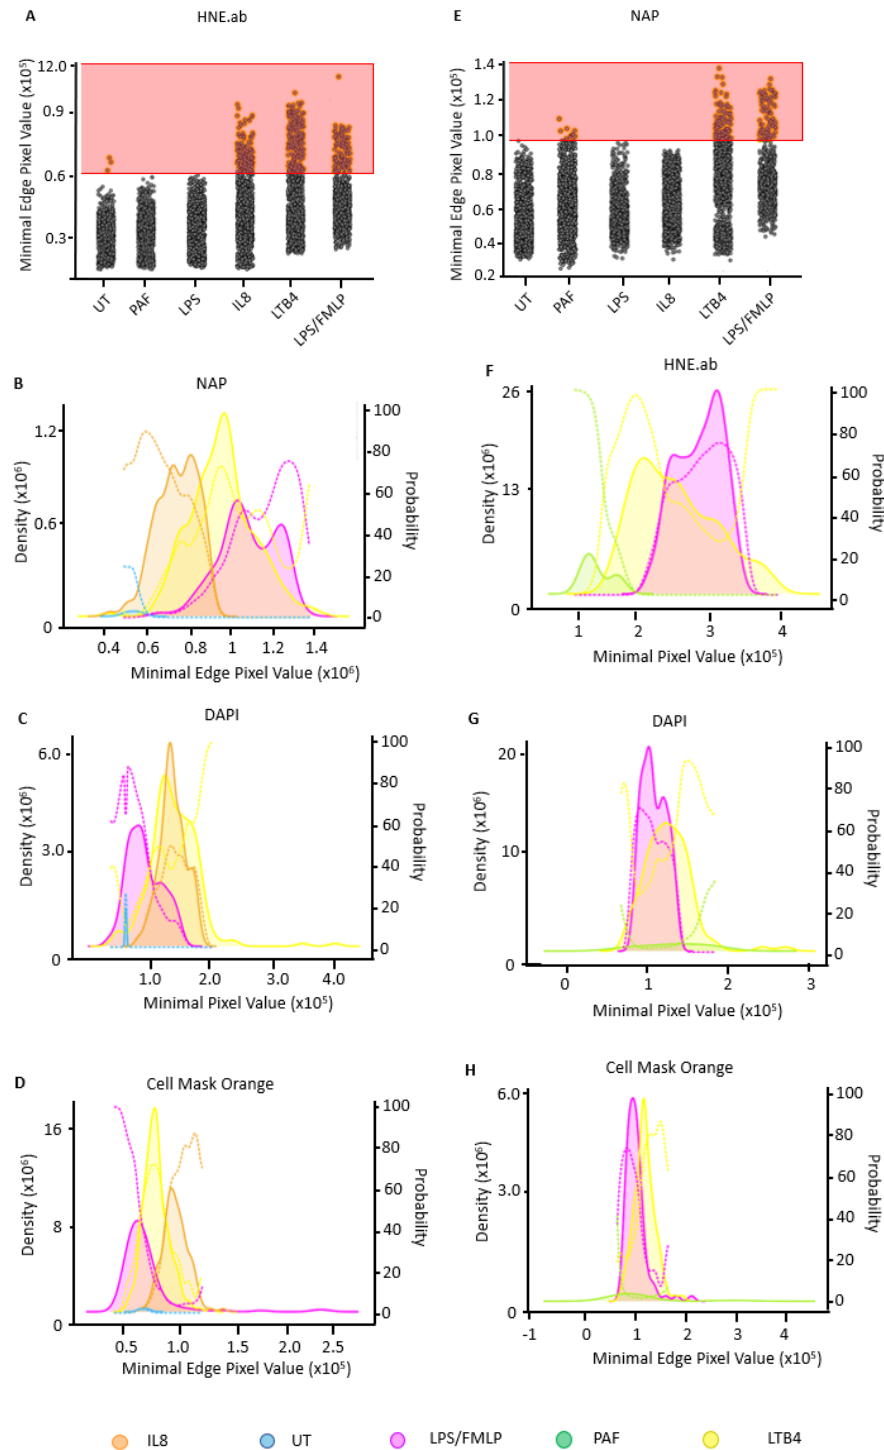 A
HNE.ab
Minimal Edge Pixel Value (x10⁵)
12.0
0.9
0.6
0.3
UT
PAF
LPS
IL8
LTB4
LPS/FMLP
E
NAP
Minimal Edge Pixel Value (x10⁵)
1.4
1.2
1.0
0.8
0.6
0.4
0.2
UT
PAF
LPS
IL8
LTB4
LPS/FMLP
B
NAP
Density (x10⁶)
1.2
0.6
0
100
80
60
40
20
0
Probability
0.4 0.6 0.8 1 1.2 1.4
Minimal Edge Pixel Value (x10⁶)
F
HNE.ab
Density (x10⁶)
26
13
0
100
80
60
40
20
0
Probability
1 2 3 4
Minimal Pixel Value (x10⁵)
C
DAPI
Density (x10⁶)
6.0
3.0
0
100
80
60
40
20
0
Probability
1.0 2.0 3.0 4.0
Minimal Pixel Value (x10⁵)
G
DAPI
Density (x10⁶)
20
10
0
100
80
60
40
20
0
Probability
0 1 2 3
Minimal Pixel Value (x10⁵)
D
Cell Mask Orange
Density (x10⁶)
16
8
0
100
80
60
40
20
0
Probability
0.5 1.0 1.5 2.0 2.5
Minimal Edge Pixel Value (x10⁵)
H
Cell Mask Orange
Density (x10⁶)
6.0
3.0
0
100
80
60
40
20
0
Probability
-1 0 1 2 3 4
Minimal Edge Pixel Value (x10⁵)
IL8 UT LPS/FMLP PAF LTB4